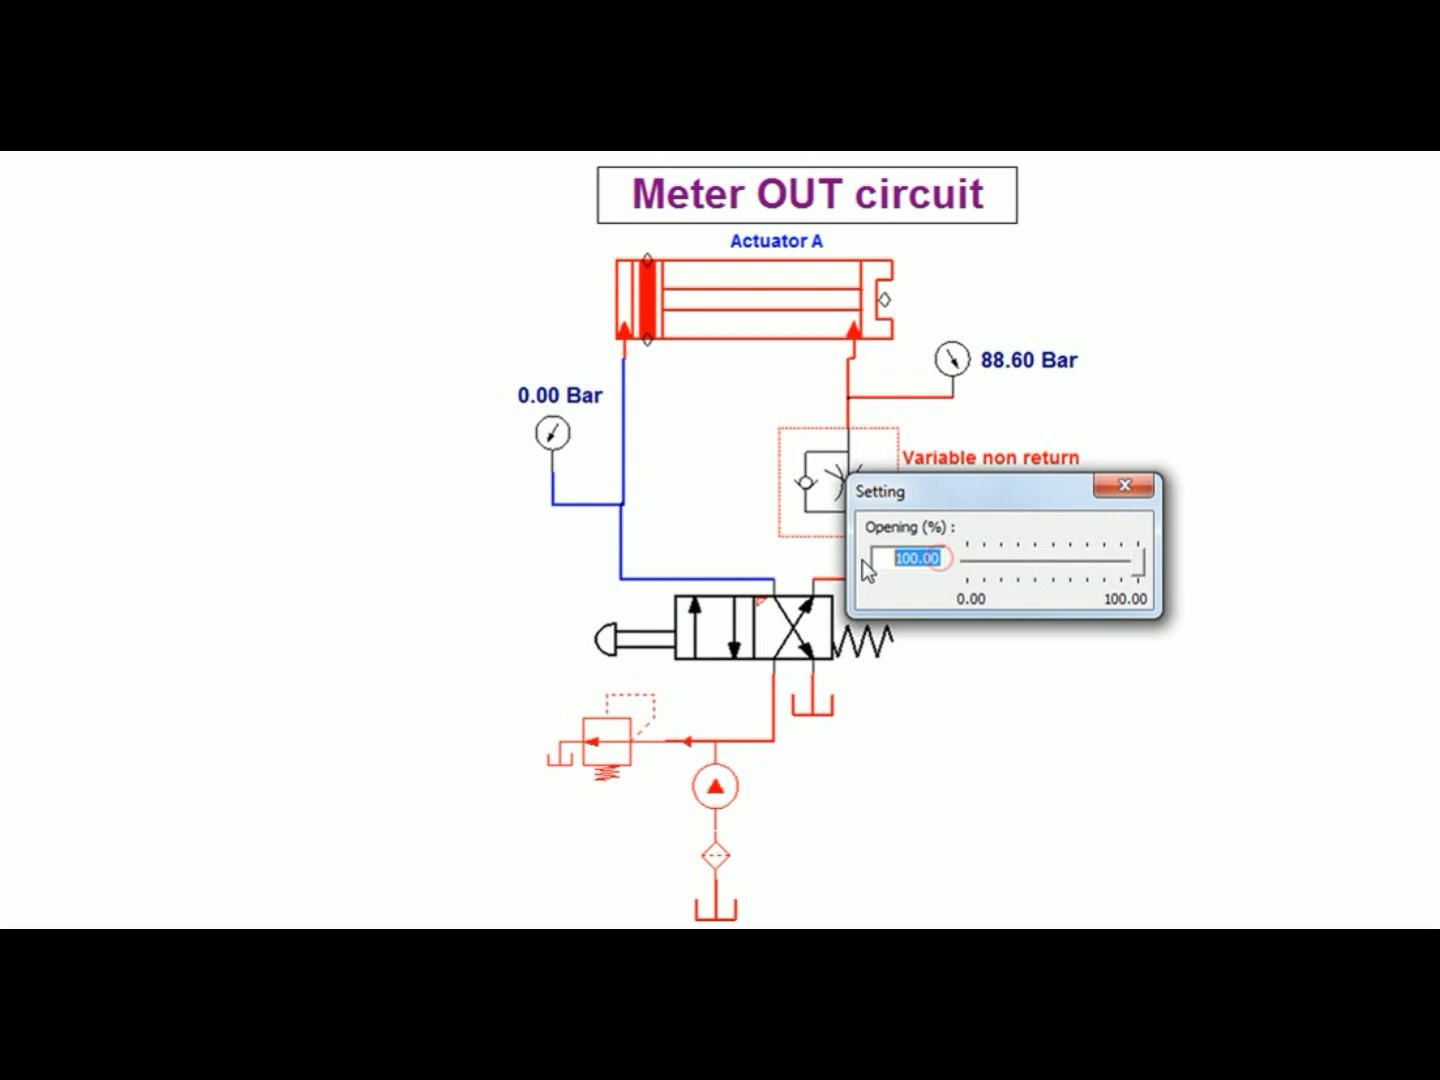 Meter OUT circuit
Actuator A
88.60 Bar
0.00 Bar
Variable non return
Setting
Opening (%) :
100.00
0.00 100.00